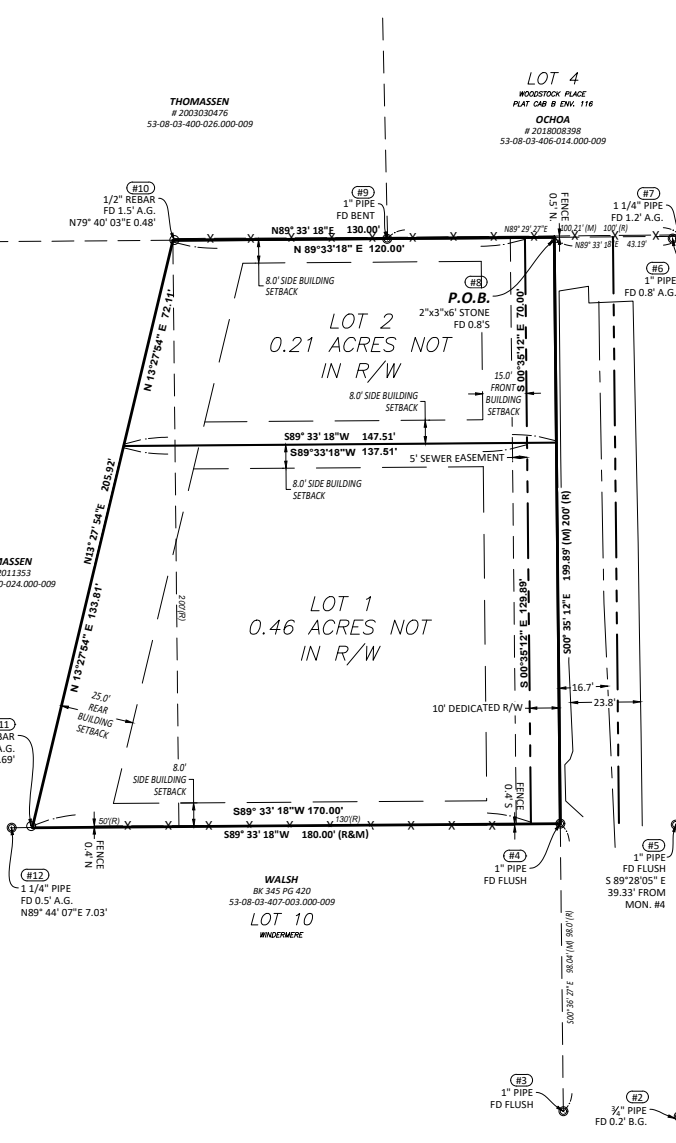 LOT 4
WOODSTOCK PLACE
PLAT CAB B ENV. 116
OCHOA
# 2018008398
53-08-03-406-014.000-009
THOMASSEN
# 2003030476
53-08-03-400-026.000-009
#10
1/2" REBAR
FD 1.5' A.G.
N79° 40' 03"E 0.48'
#9
1" PIPE
FD BENT
FENCE
0.5' N.
#7
1 1/4" PIPE
FD 1.2' A.G.
N89° 33' 18"E 130.00'
N 89°33'18" E 120.00'
N89° 29' 27"E 100.21' (M) 100' (R)
N89° 33' 18"E 43.19'
#6
1" PIPE
FD 0.8' A.G.
#8
P.O.B.
2"x3"x6' STONE
FD 0.8'S
8.0' SIDE BUILDING
SETBACK
N 13°27'54" E 72.11'
LOT 2
0.21 ACRES NOT
IN R/W
S 00°35'12" E 70.00'
15.0'
FRONT
BUILDING
SETBACK
8.0' SIDE BUILDING
SETBACK
S89° 33' 18"W 147.51'
S89°33'18"W 137.51'
5' SEWER EASEMENT
8.0' SIDE BUILDING
SETBACK
N13° 27' 54"E 205.92'
MASSEN
2011353
0-024.000-009
N 13°27'54" E 133.81'
200'(R)
LOT 1
0.46 ACRES NOT
IN R/W
S 00°35'12" E 129.89'
S00° 35' 12"E 199.89' (M) 200' (R)
16.7'
23.8'
10' DEDICATED R/W
25.0'
REAR
BUILDING
SETBACK
11
BAR
A.G.
69'
8.0'
SIDE BUILDING
SETBACK
S89° 33' 18"W 170.00'
50'(R)
130'(R)
S89° 33' 18"W 180.00' (R&M)
FENCE
0.4' S
FENCE
0.4' N
#12
1 1/4" PIPE
FD 0.5' A.G.
N89° 44' 07"E 7.03'
#4
1" PIPE
FD FLUSH
#5
1" PIPE
FD FLUSH
S 89°28'05" E
39.33' FROM
MON. #4
WALSH
BK 345 PG 420
53-08-03-407-003.000-009
LOT 10
WINDERMERE
S00° 36' 27"E 98.04' (M) 98.0' (R)
#3
1" PIPE
FD FLUSH
#2
¾" PIPE
FD 0.2' B.G.